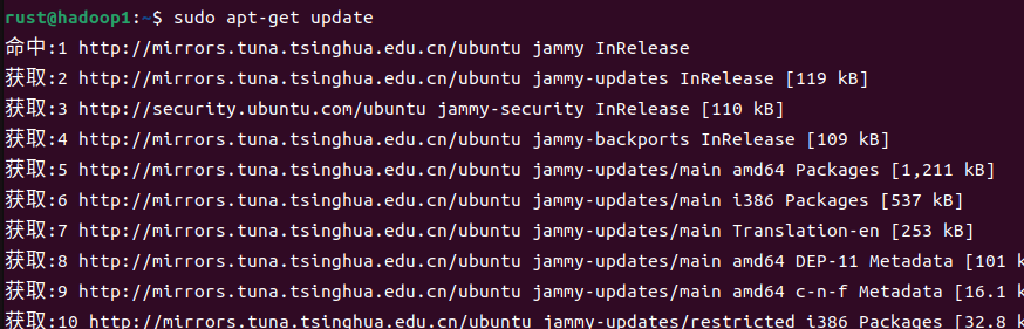 rust@hadoop1:~$ sudo apt-get update
命中:1 http://mirrors.tuna.tsinghua.edu.cn/ubuntu jammy InRelease
获取:2 http://mirrors.tuna.tsinghua.edu.cn/ubuntu jammy-updates InRelease [119 kB]
获取:3 http://security.ubuntu.com/ubuntu jammy-security InRelease [110 kB]
获取:4 http://mirrors.tuna.tsinghua.edu.cn/ubuntu jammy-backports InRelease [109 kB]
获取:5 http://mirrors.tuna.tsinghua.edu.cn/ubuntu jammy-updates/main amd64 Packages [1,211 kB]
获取:6 http://mirrors.tuna.tsinghua.edu.cn/ubuntu jammy-updates/main i386 Packages [537 kB]
获取:7 http://mirrors.tuna.tsinghua.edu.cn/ubuntu jammy-updates/main Translation-en [253 kB]
获取:8 http://mirrors.tuna.tsinghua.edu.cn/ubuntu jammy-updates/main amd64 DEP-11 Metadata [101 k
获取:9 http://mirrors.tuna.tsinghua.edu.cn/ubuntu jammy-updates/main amd64 c-n-f Metadata [16.1 k
获取:10 http://mirrors.tuna.tsinghua.edu.cn/ubuntu jammy-updates/restricted i386 Packages [32.8 k